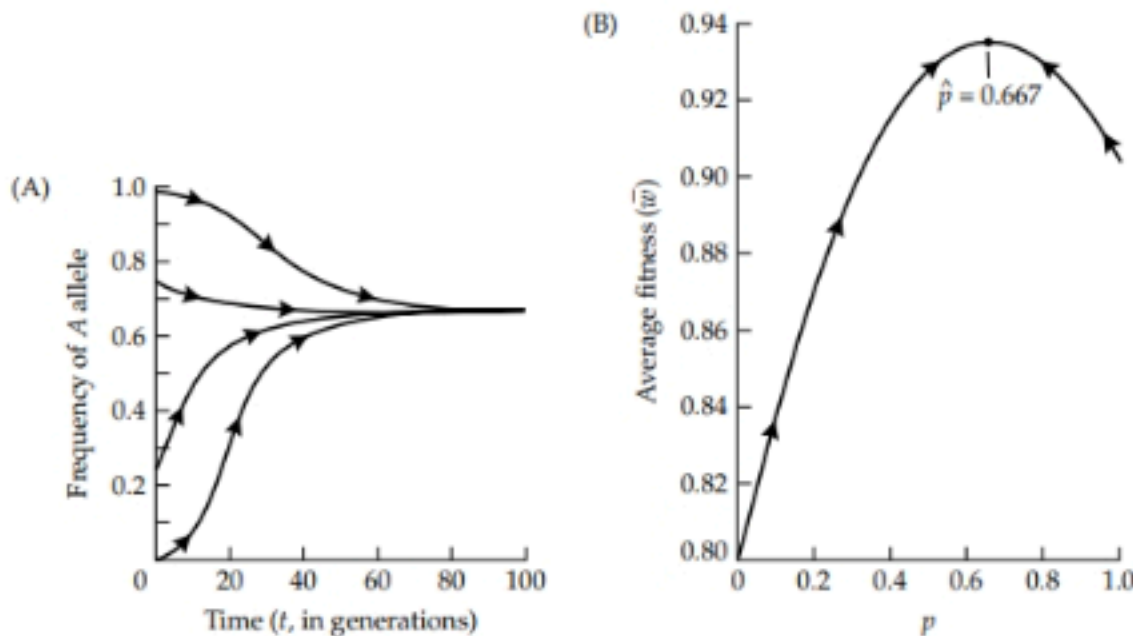 (A)
Frequency of A allele
1.0
0.8
0.6
0.4
0.2
0 20 40 60 80 100
Time (t, in generations)
(B)
Average fitness (w̄)
0.94
0.92
0.90
0.88
0.86
0.84
0.82
0.80
p̂ = 0.667
0 0.2 0.4 0.6 0.8 1.0
p